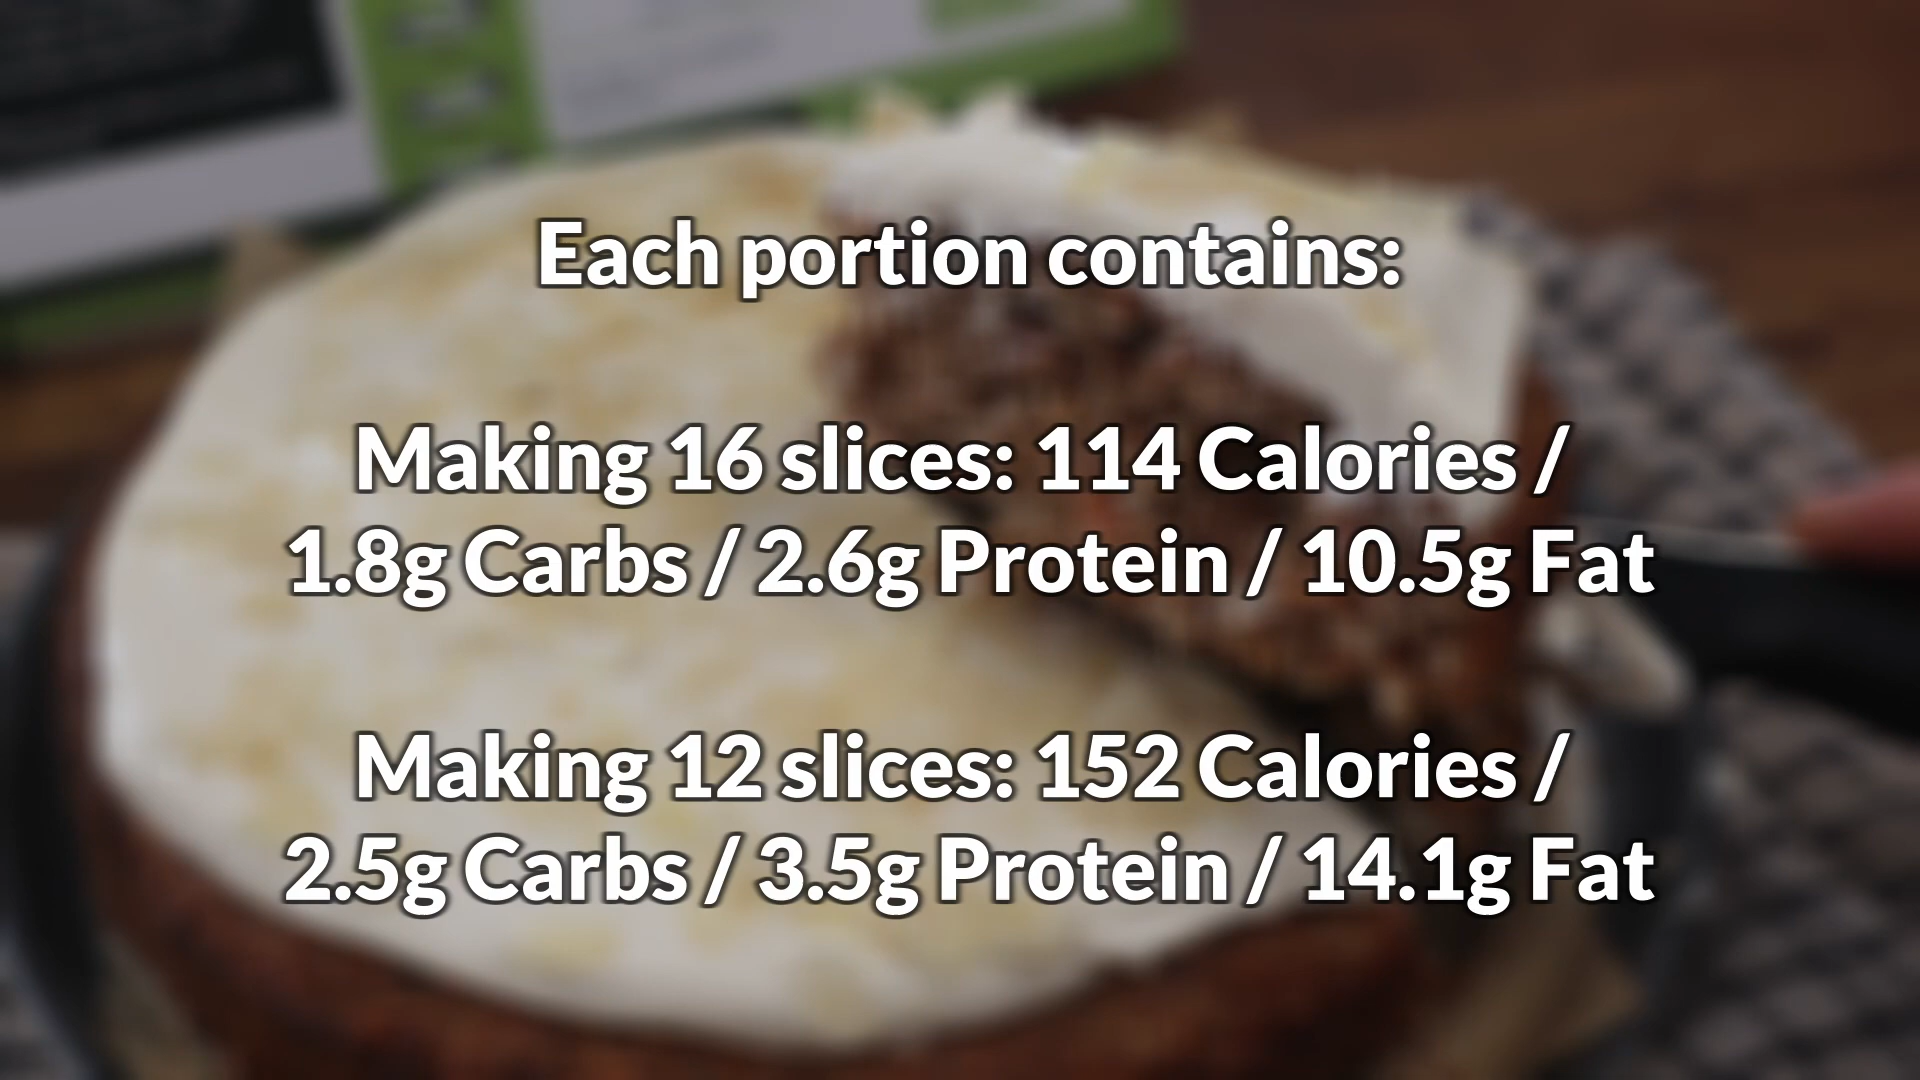 Each portion contains:
Making 16 slices: 114 Calories /
1.8g Carbs / 2.6g Protein / 10.5g Fat
Making 12 slices: 152 Calories /
2.5g Carbs / 3.5g Protein / 14.1g Fat